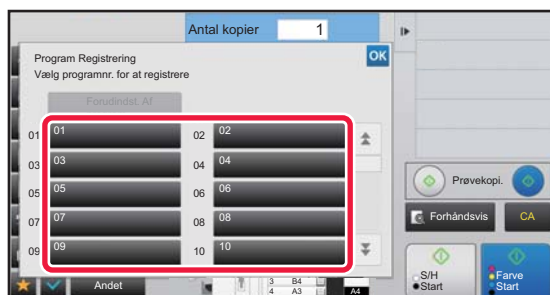 Antal kopier 1
Program Registrering
OK
Vælg programnr. for at registrere
Forudindst. Af
01 01 02 02
03 03 04 04
05 05 06 06
07 07 08 08
09 09 10 10
Prøvekopi.
Forhåndsvis CA
S/H Start
Farve Start
Andet
3 B4
4 A3
A4